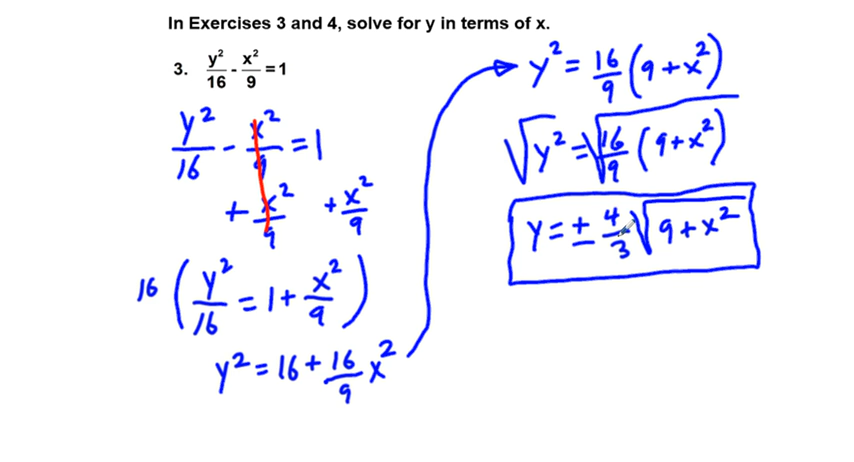 In Exercises 3 and 4, solve for y in terms of x.
3. y²/16 - x²/9 = 1
y²/16 - x²/9 = 1
+ x²/9 + x²/9
16 ( y²/16 = 1 + x²/9 )
y² = 16 + 16/9 x²
y² = 16/9 (9 + x²)
√y² = √16/9 (9 + x²)
y = ± 4/3 √9 + x²